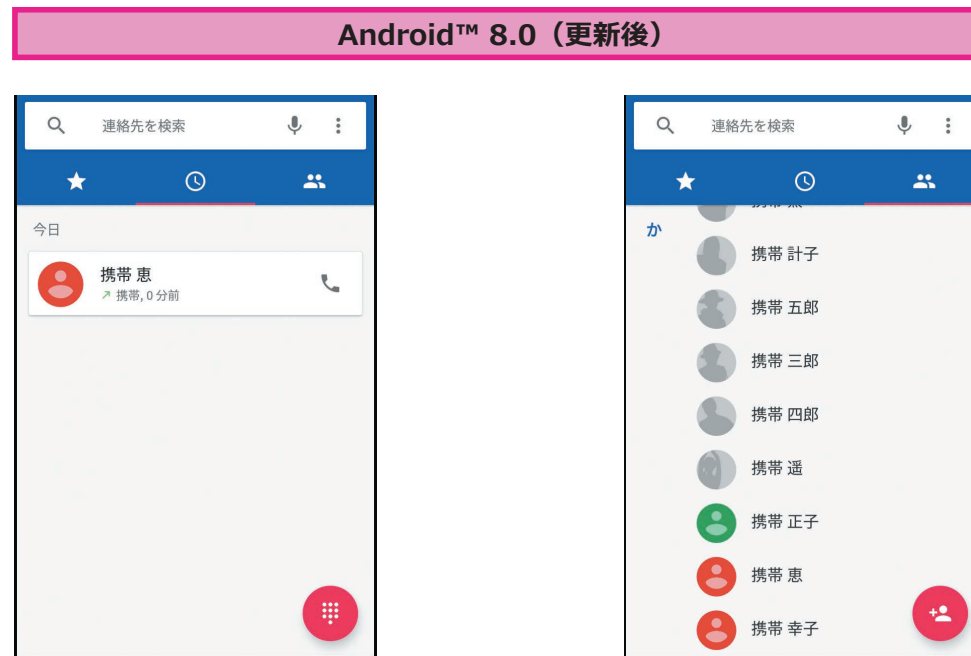 Android™ 8.0（更新後）
連絡先を検索
今日
携帯 恵
携帯, 0 分前
連絡先を検索
か
携帯 計子
携帯 五郎
携帯 三郎
携帯 四郎
携帯 遥
携帯 正子
携帯 恵
携帯 幸子